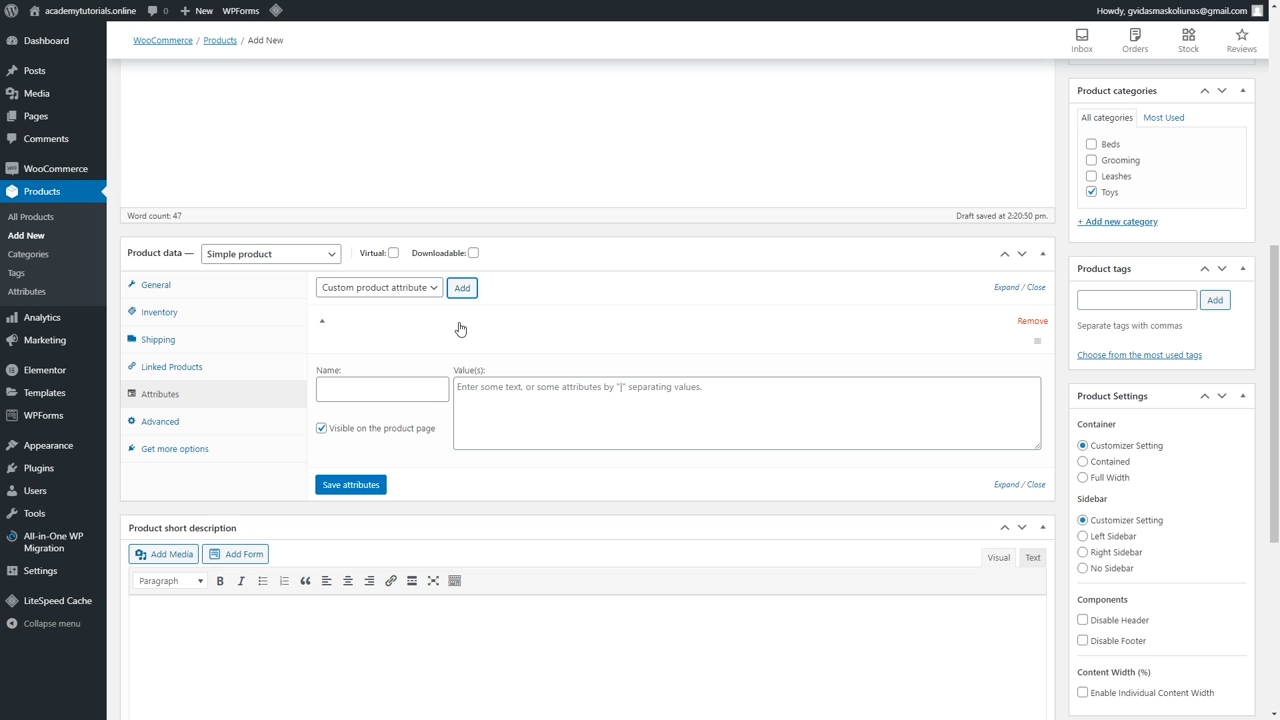 academytutorials.online
0
New
WPForms
Howdy, gvidasmaskoliunas@gmail.com
Dashboard
Posts
Media
Pages
Comments
WooCommerce
Products
All Products
Add New
Categories
Tags
Attributes
Analytics
Marketing
Elementor
Templates
WPForms
Appearance
Plugins
Users
Tools
All-in-One WP
Migration
Settings
LiteSpeed Cache
Collapse menu
WooCommerce / Products / Add New
Inbox
Orders
Stock
Reviews
Word count: 47
Draft saved at 2:20:50 pm.
Product data — Simple product Virtual: Downloadable:
General
Inventory
Shipping
Linked Products
Attributes
Advanced
Get more options
Custom product attribute Add Expand / Close
Remove
Name:
Value(s):
Enter some text, or some attributes by "|" separating values.
Visible on the product page
Save attributes
Expand / Close
Product short description
Add Media
Add Form
Visual
Text
Paragraph
Product categories
All categories
Most Used
Beds
Grooming
Leashes
Toys
+ Add new category
Product tags
Add
Separate tags with commas
Choose from the most used tags
Product Settings
Container
Customizer Setting
Contained
Full Width
Sidebar
Customizer Setting
Left Sidebar
Right Sidebar
No Sidebar
Components
Disable Header
Disable Footer
Content Width (%)
Enable Individual Content Width